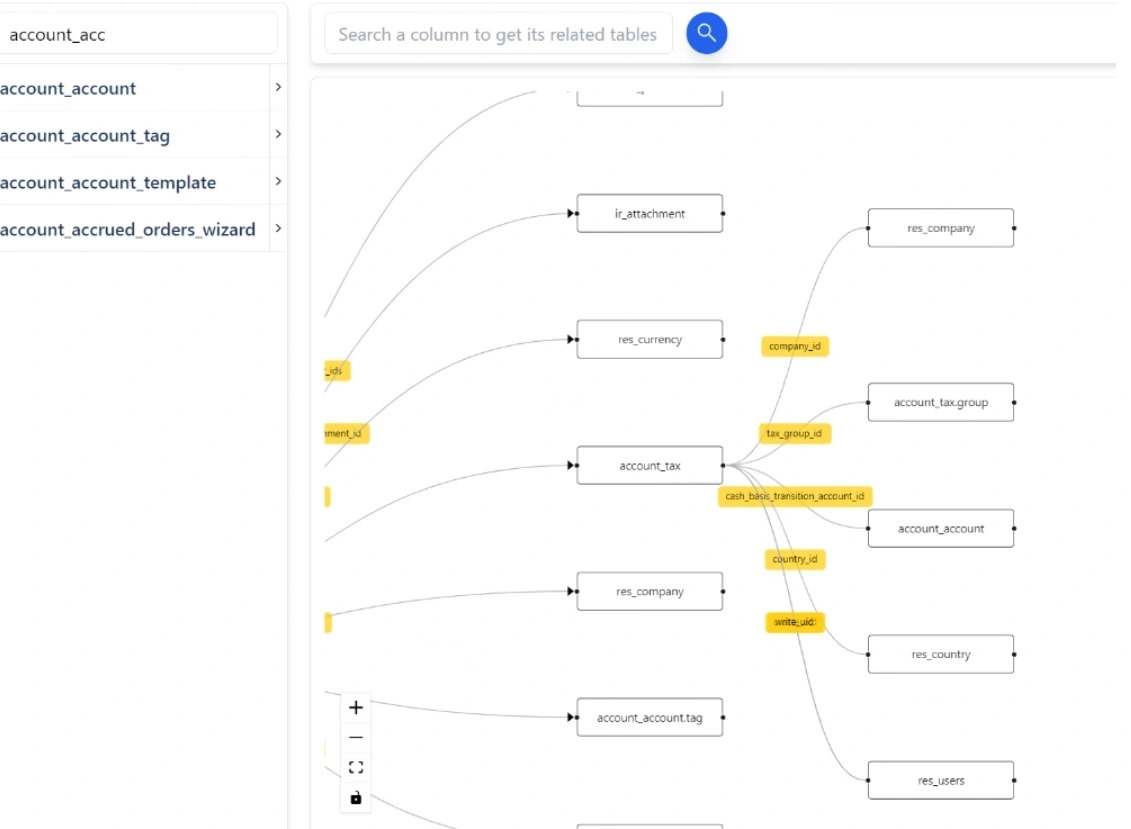 account_acc
Search a column to get its related tables
account_account
account_account_tag
account_account_template
account_accrued_orders_wizard
ir_attachment
res_company
res_currency
company_id
_ids
account_tax.group
nment_id
tax_group_id
account_tax
cash_basis_transition_account_id
account_account
country_id
res_company
write_uid
res_country
account_account.tag
res_users